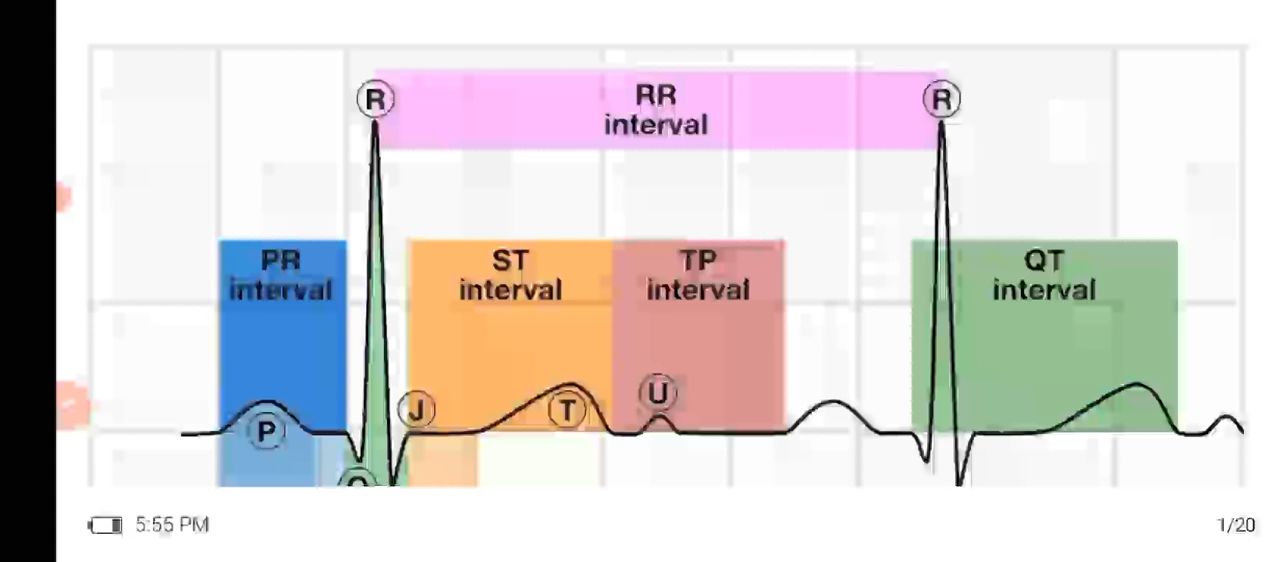 R
RR
interval
R
PR
interval
ST
interval
TP
interval
QT
interval
P
J
T
U
5:55 PM
1/20